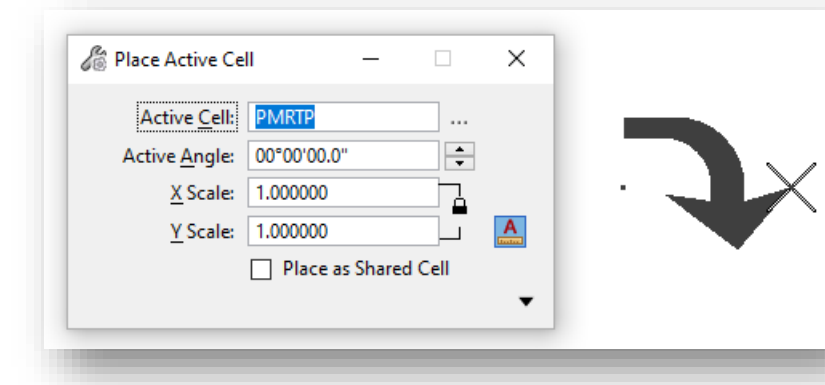 Place Active Cell
Active Cell: PMRTP ...
Active Angle: 00°00'00.0"
X Scale: 1.000000
Y Scale: 1.000000
A
Place as Shared Cell